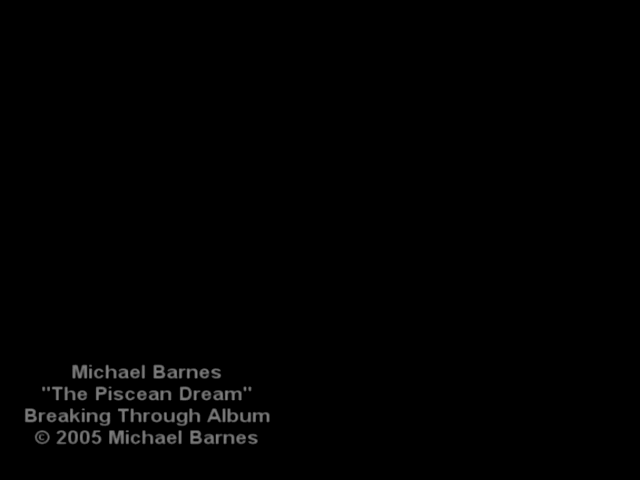 Michael Barnes
"The Piscean Dream"
Breaking Through Album
© 2005 Michael Barnes